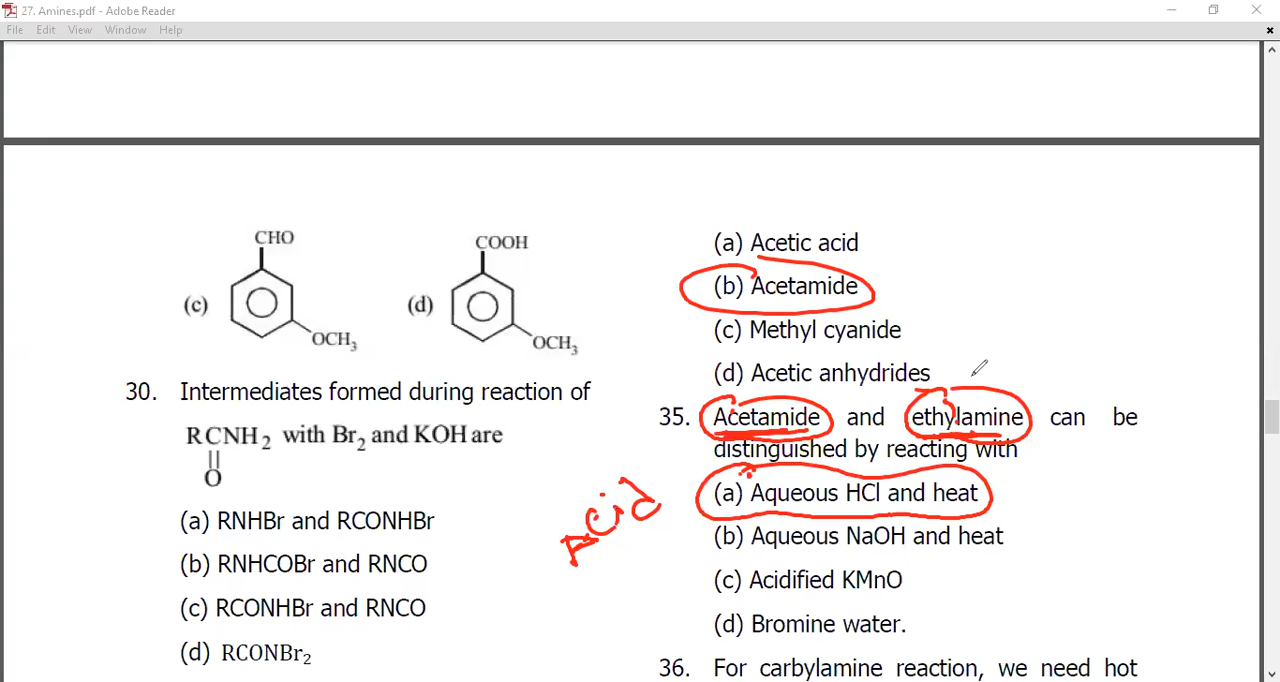 27. Amines.pdf - Adobe Reader
File Edit View Window Help
CHO
(c)
OCH3
COOH
(d)
OCH3
30. Intermediates formed during reaction of
RCNH2 with Br2 and KOH are
O
(a) RNHBr and RCONHBr
(b) RNHCOBr and RNCO
(c) RCONHBr and RNCO
(d) RCONBr2
(a) Acetic acid
(b) Acetamide
(c) Methyl cyanide
(d) Acetic anhydrides
35. Acetamide and ethylamine can be
distinguished by reacting with
(a) Aqueous HCl and heat
(b) Aqueous NaOH and heat
(c) Acidified KMnO
(d) Bromine water.
36. For carbylamine reaction, we need hot
Acid